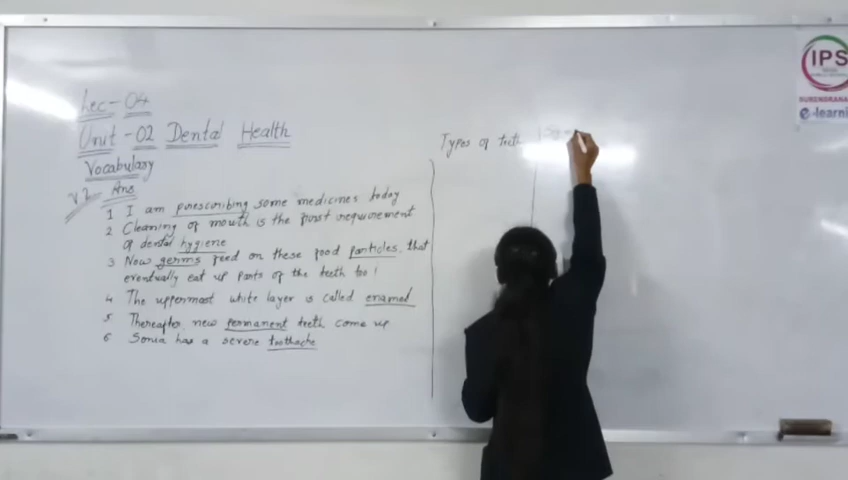 Lec-04
Unit-02 Dental Health
Vocabulary
V.2 Ans
1 I am prescribing some medicines today
2 Cleaning of mouth is the first requirement
of dental hygiene
3 Now germs feed on these food particles that
eventually eat up parts of the teeth too!
4 The uppermost white layer is called enamel
5 Thereafter new permanent teeth come up
6 Sonia has a severe toothache
Types of teeth
IPS
e-learni